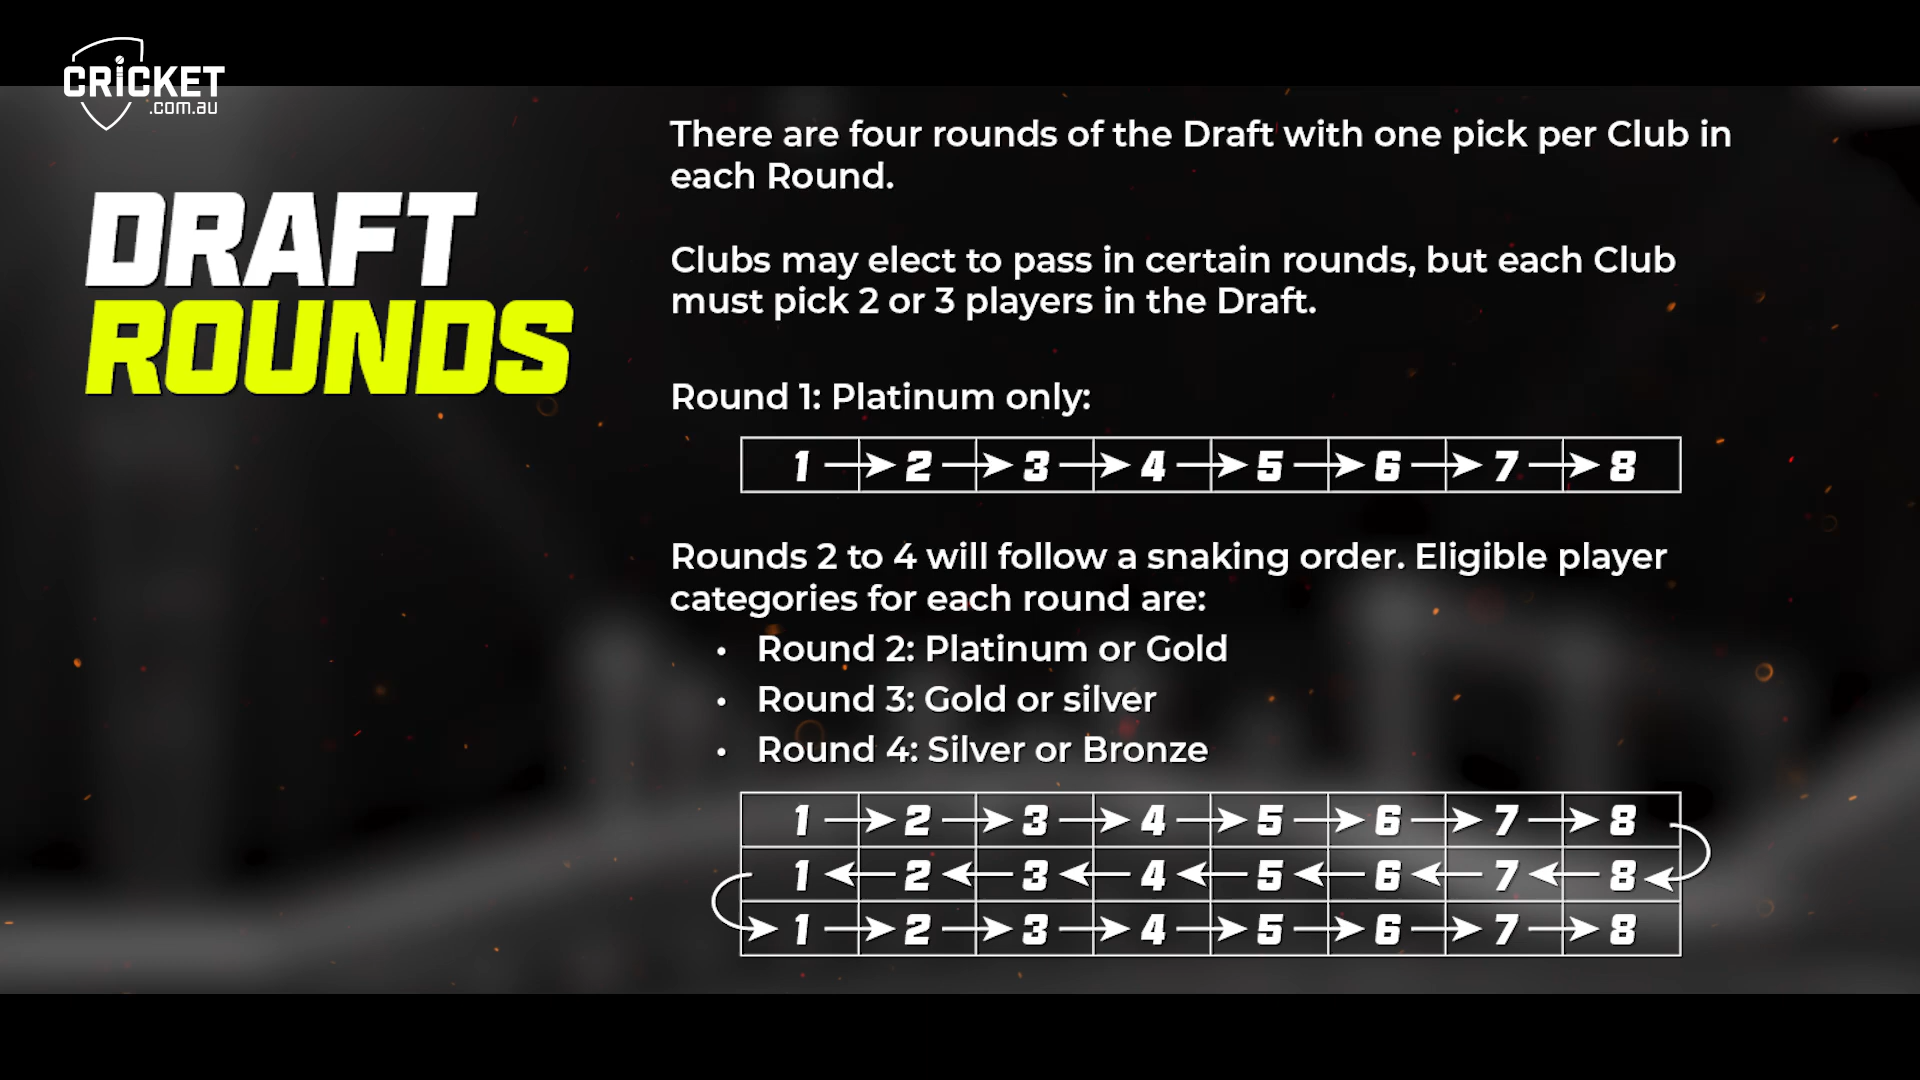 CRICKET
.com.au
DRAFT
ROUNDS
There are four rounds of the Draft with one pick per Club in
each Round.
Clubs may elect to pass in certain rounds, but each Club
must pick 2 or 3 players in the Draft.
Round 1: Platinum only:
1 → 2 → 3 → 4 → 5 → 6 → 7 → 8
Rounds 2 to 4 will follow a snaking order. Eligible player
categories for each round are:
• Round 2: Platinum or Gold
• Round 3: Gold or silver
• Round 4: Silver or Bronze
1 → 2 → 3 → 4 → 5 → 6 → 7 → 8
1 ← 2 ← 3 ← 4 ← 5 ← 6 ← 7 ← 8
1 → 2 → 3 → 4 → 5 → 6 → 7 → 8